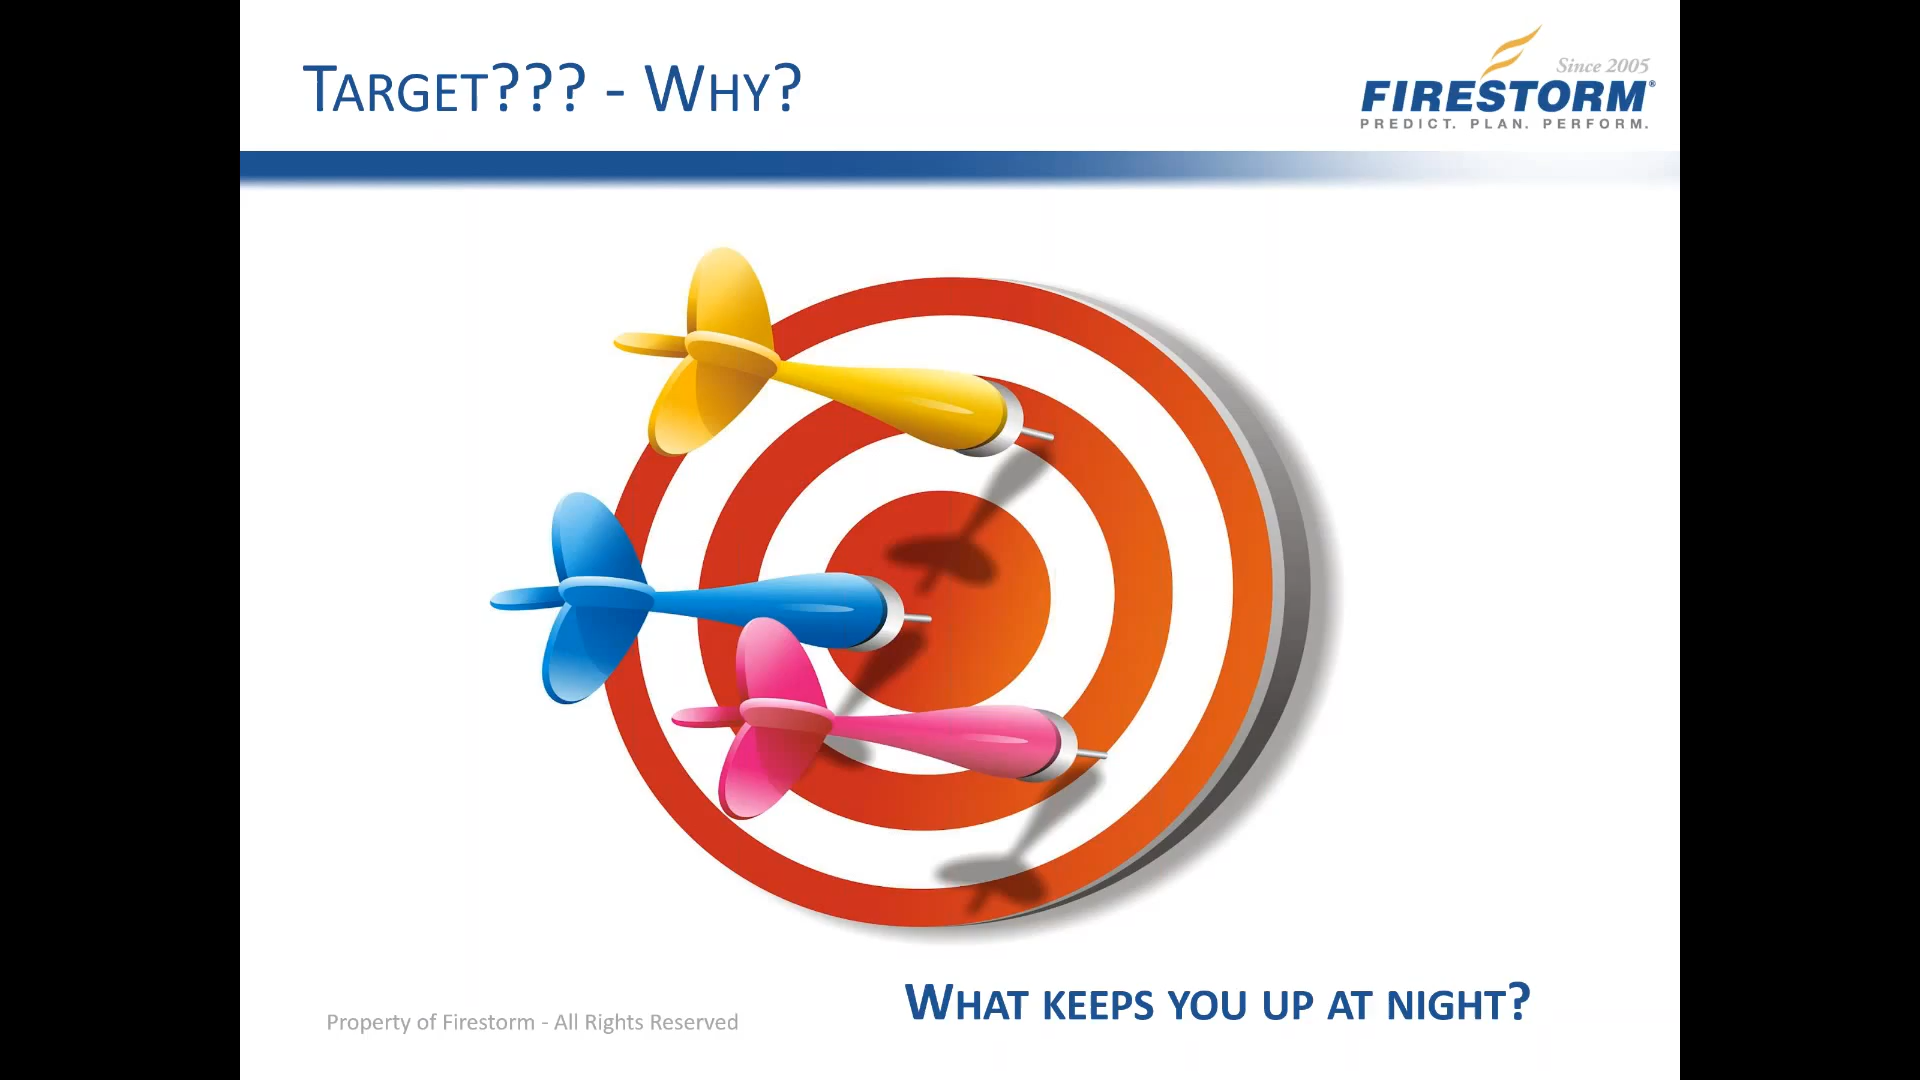 Target??? - Why?
Since 2005
FIRESTORM®
PREDICT. PLAN. PERFORM.
What keeps you up at night?
Property of Firestorm - All Rights Reserved